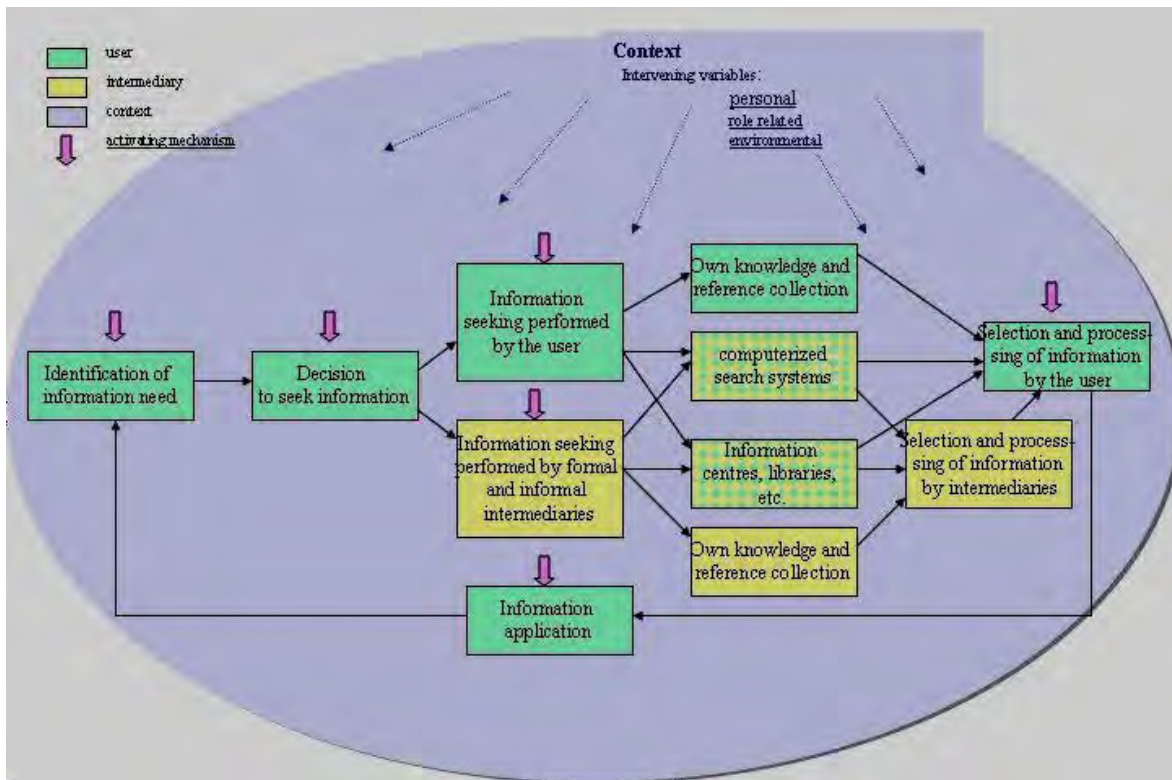 user
intermediary
context
activating mechanism
Context
Intervening variables:
personal
role related
environmental
Identification of
information need
Decision
to seek information
Information
seeking performed
by the user
Information seeking
performed by formal
and informal
intermediaries
Own knowledge and
reference collection
computerized
search systems
Information
centres, libraries,
etc.
Own knowledge and
reference collection
Selection and process-
sing of information
by the user
Selection and process-
sing of information
by intermediaries
Information
application